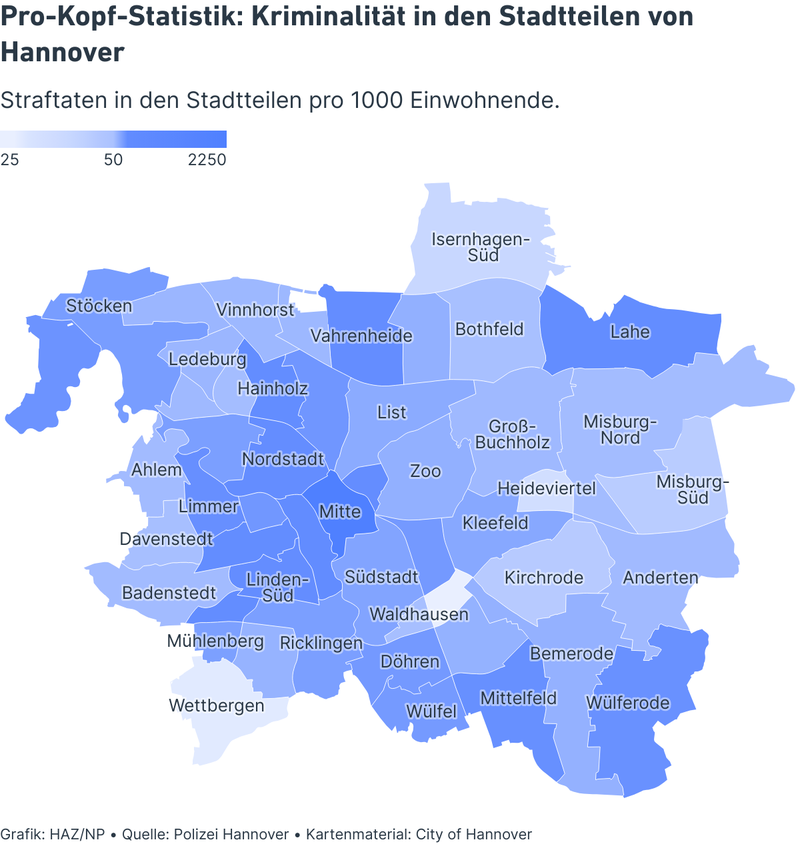 Pro-Kopf-Statistik: Kriminalität in den Stadtteilen von
Hannover
Straftaten in den Stadtteilen pro 1000 Einwohnende.
25 50 2250
Isernhagen-
Süd
Stöcken
Vinnhorst
Vahrenheide
Bothfeld
Lahe
Ledeburg
Hainholz
List
Groß-
Buchholz
Misburg-
Nord
Nordstadt
Ahlem
Zoo
Heideviertel
Misburg-
Süd
Limmer
Mitte
Kleefeld
Davenstedt
Badenstedt
Linden-
Süd
Südstadt
Kirchrode
Anderten
Waldhausen
Mühlenberg
Ricklingen
Döhren
Bemerode
Wettbergen
Wülfel
Mittelfeld
Wülferode
Grafik: HAZ/NP • Quelle: Polizei Hannover • Kartenmaterial: City of Hannover